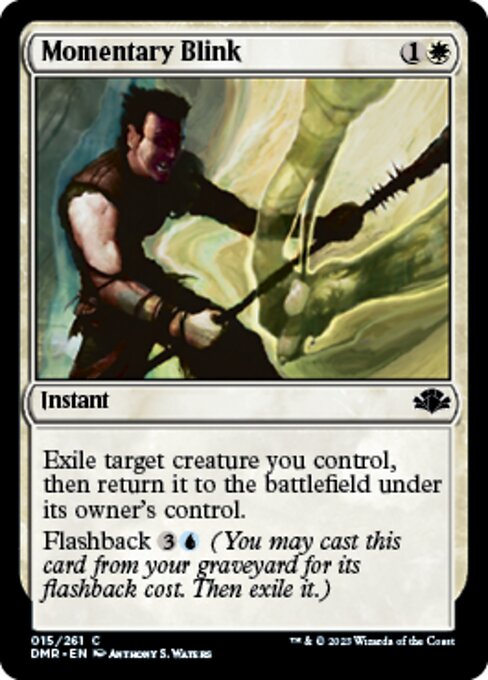 Momentary Blink 1
Instant
Exile target creature you control,
then return it to the battlefield under
its owner's control.
Flashback 3 (You may cast this
card from your graveyard for its
flashback cost. Then exile it.)
015/261 C
™ & © 2023 Wizards of the Coast
DMR • EN Anthony S. Waters